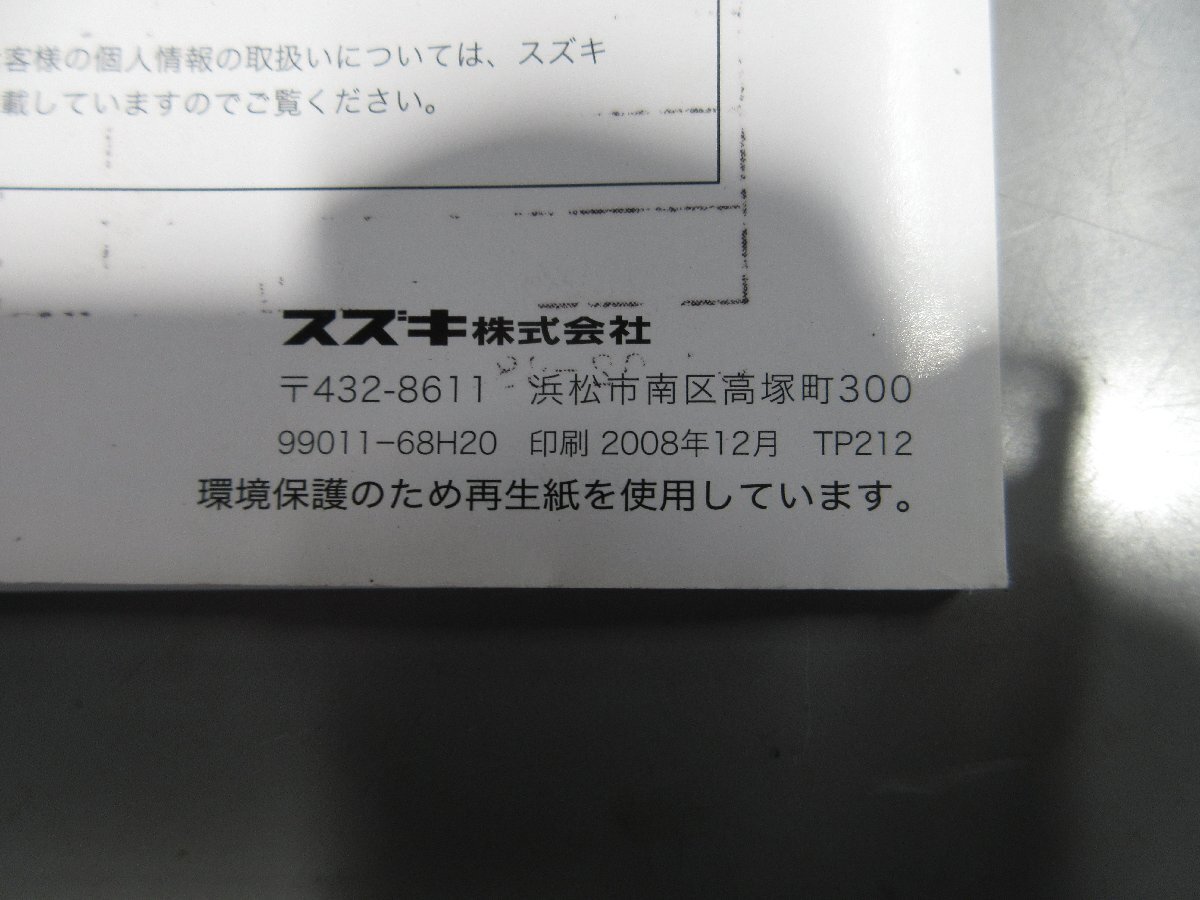 客様の個人情報の取扱いについては、スズキ
載していますのでご覧ください。
スズキ株式会社
〒432-8611 浜松市南区高塚町300
99011-68H20 印刷 2008年12月 TP212
環境保護のため再生紙を使用しています。